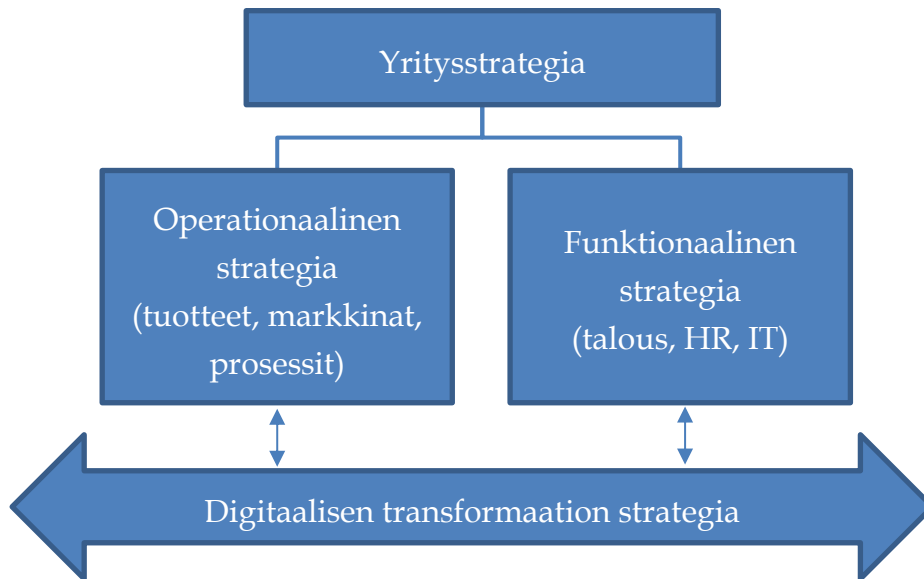 Yritysstrategia
Operationaalinen
strategia
(tuotteet, markkinat,
prosessit)
Funktionaalinen
strategia
(talous, HR, IT)
Digitaalisen transformaation strategia